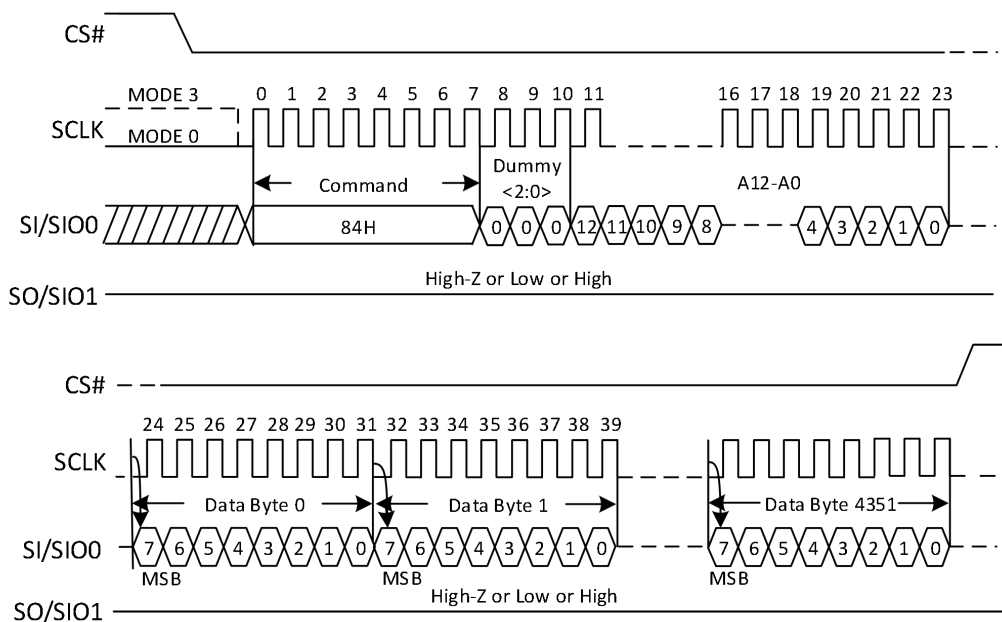 CS#
MODE 3
0 1 2 3 4 5 6 7 8 9 10 11 16 17 18 19 20 21 22 23
SCLK
MODE 0
Command
Dummy
<2:0>
A12-A0
SI/SIO0
84H
0 0 0 12 11 10 9 8 4 3 2 1 0
High-Z or Low or High
SO/SIO1
CS#
24 25 26 27 28 29 30 31 32 33 34 35 36 37 38 39
SCLK
Data Byte 0 Data Byte 1 Data Byte 4351
SI/SIO0
7 6 5 4 3 2 1 0 7 6 5 4 3 2 1 0 7 6 5 4 3 2 1 0
MSB MSB MSB
High-Z or Low or High
SO/SIO1